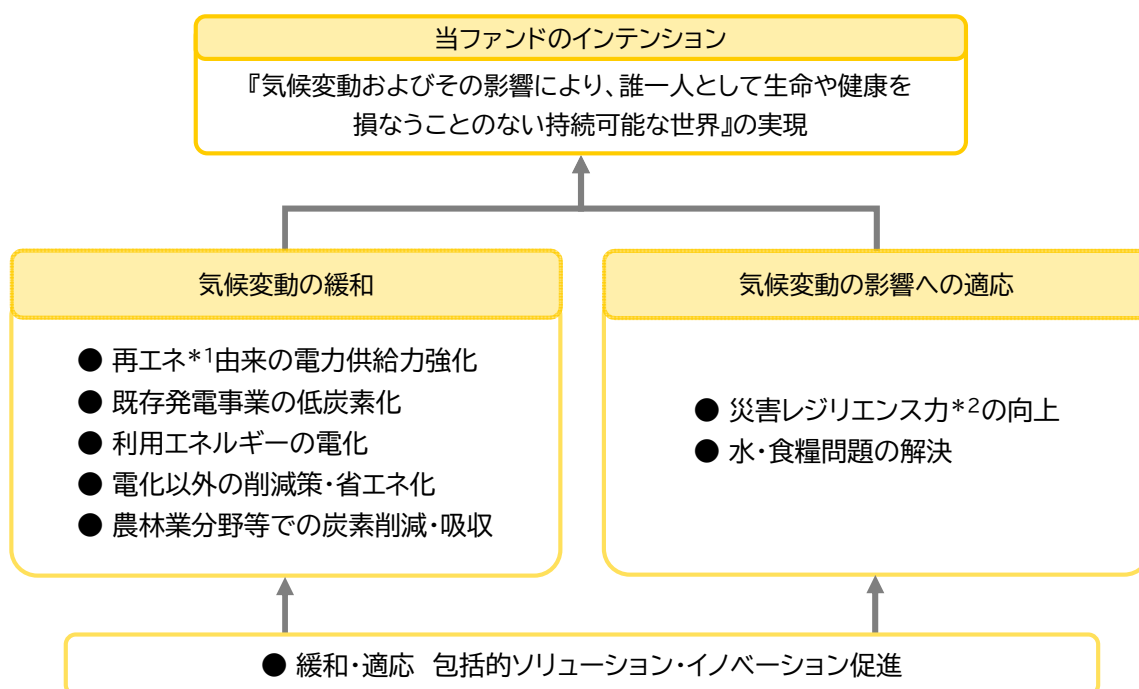 当ファンドのインテンション
『気候変動およびその影響により、誰一人として生命や健康を
損なうことのない持続可能な世界』の実現
気候変動の緩和
● 再エネ*1由来の電力供給力強化
● 既存発電事業の低炭素化
● 利用エネルギーの電化
● 電化以外の削減策・省エネ化
● 農林業分野等での炭素削減・吸収
気候変動の影響への適応
● 災害レジリエンス力*2の向上
● 水・食糧問題の解決
● 緩和・適応 包括的ソリューション・イノベーション促進